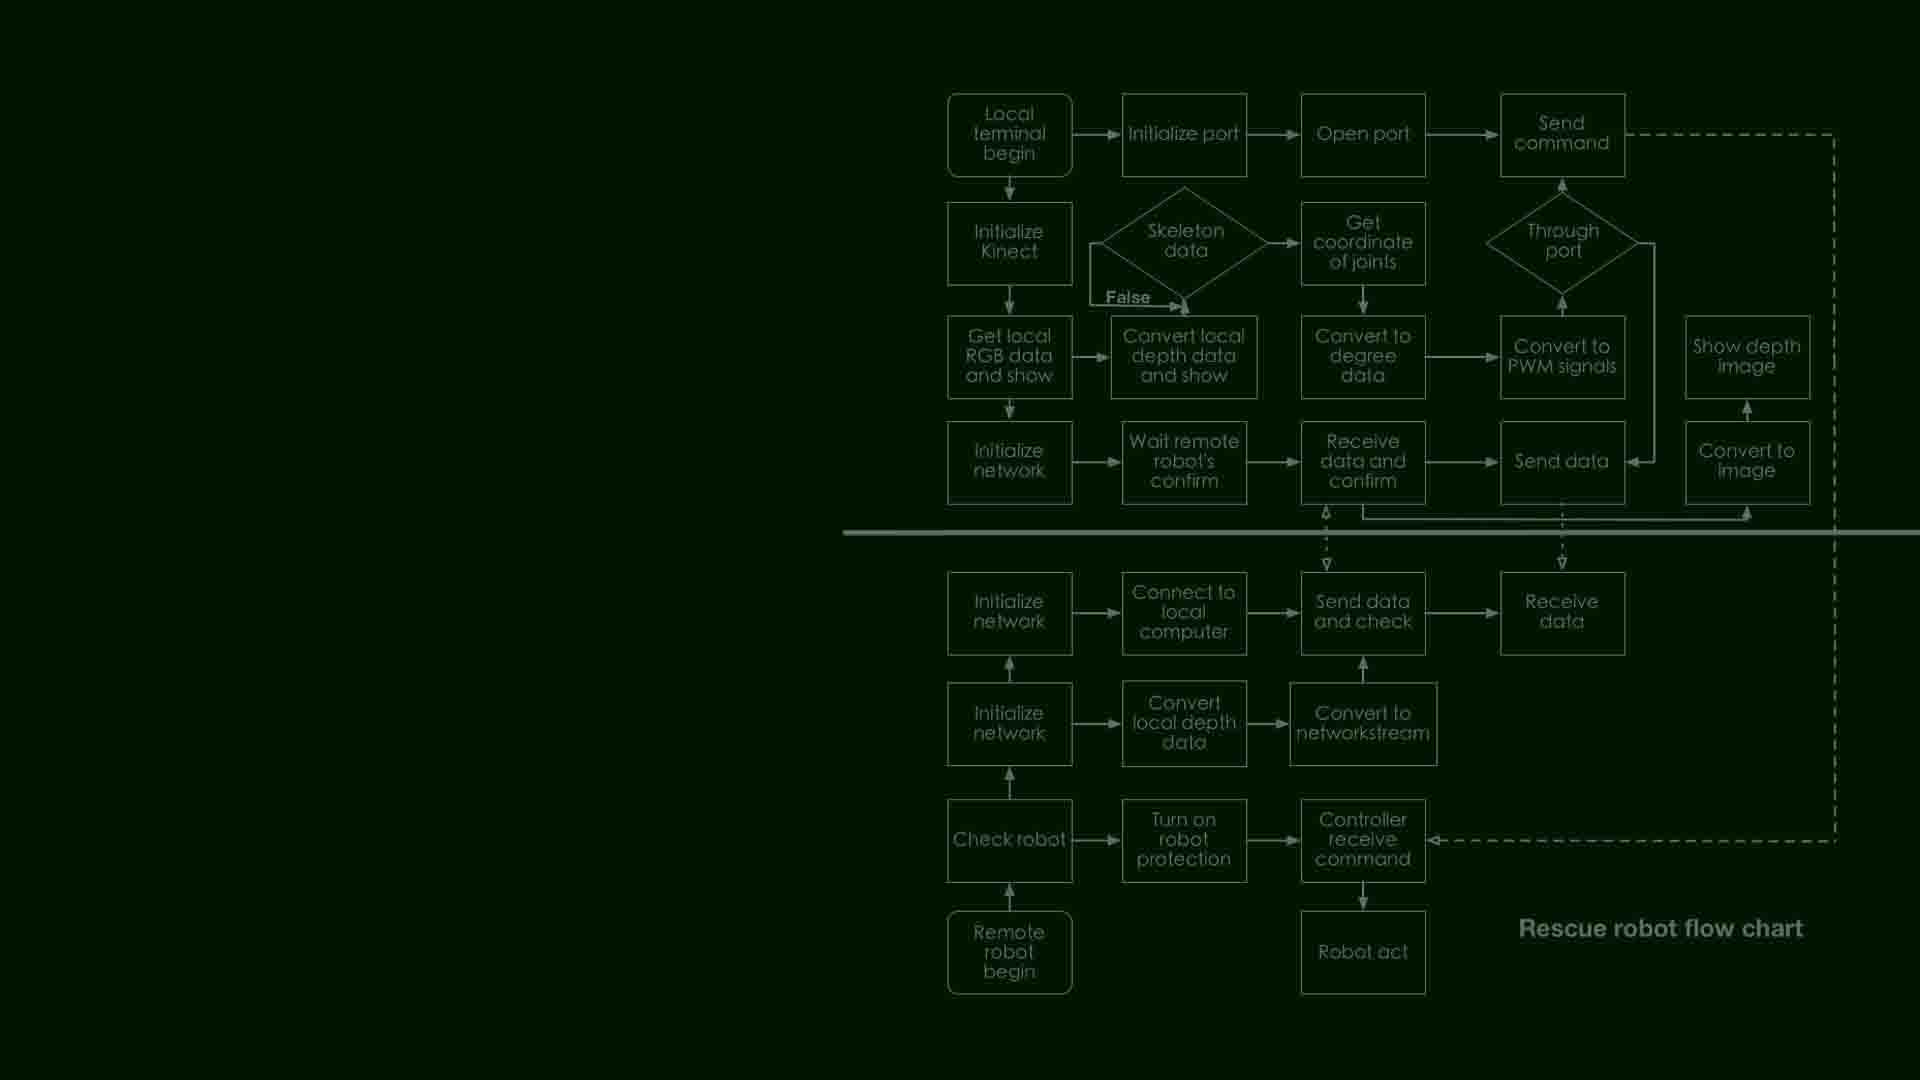 Local
terminal
begin
Initialize port
Open port
Send
command
Initialize
Kinect
Skeleton
data
Get
coordinate
of joints
Through
port
False
Get local
RGB data
and show
Convert local
depth data
and show
Convert to
degree
data
Convert to
PWM signals
Show depth
image
Initialize
network
Wait remote
robot's
confirm
Receive
data and
confirm
Send data
Convert to
image
Initialize
network
Connect to
local
computer
Send data
and check
Receive
data
Initialize
network
Convert
local depth
data
Convert to
networkstream
Check robot
Turn on
robot
protection
Controller
receive
command
Remote
robot
begin
Robot act
Rescue robot flow chart